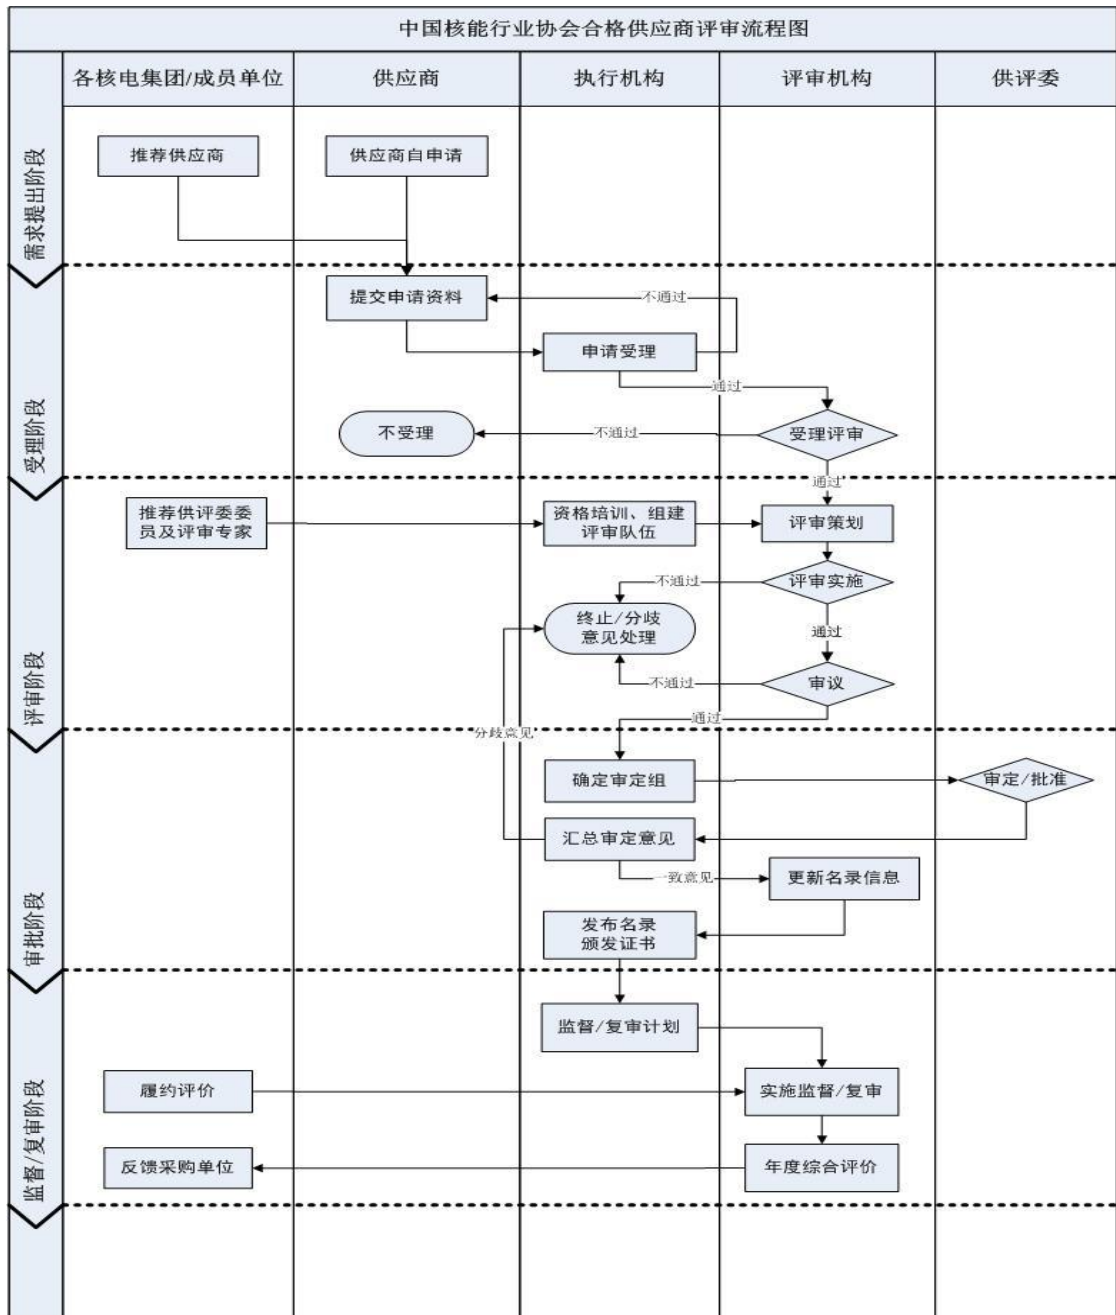 中国核能行业协会合格供应商评审流程图
各核电集团/成员单位
供应商
执行机构
评审机构
供评委
需求提出阶段
推荐供应商
供应商自申请
受理阶段
提交申请资料
不通过
申请受理
通过
不受理
不通过
受理评审
通过
评审阶段
推荐供评委委
员及评审专家
资格培训、组建
评审队伍
评审策划
不通过
评审实施
终止/分歧
意见处理
通过
不通过
审议
通过
分歧意见
审批阶段
确定审定组
审定/批准
汇总审定意见
一致意见
更新名录信息
发布名录
颁发证书
监督/复审阶段
监督/复审计划
履约评价
实施监督/复审
反馈采购单位
年度综合评价